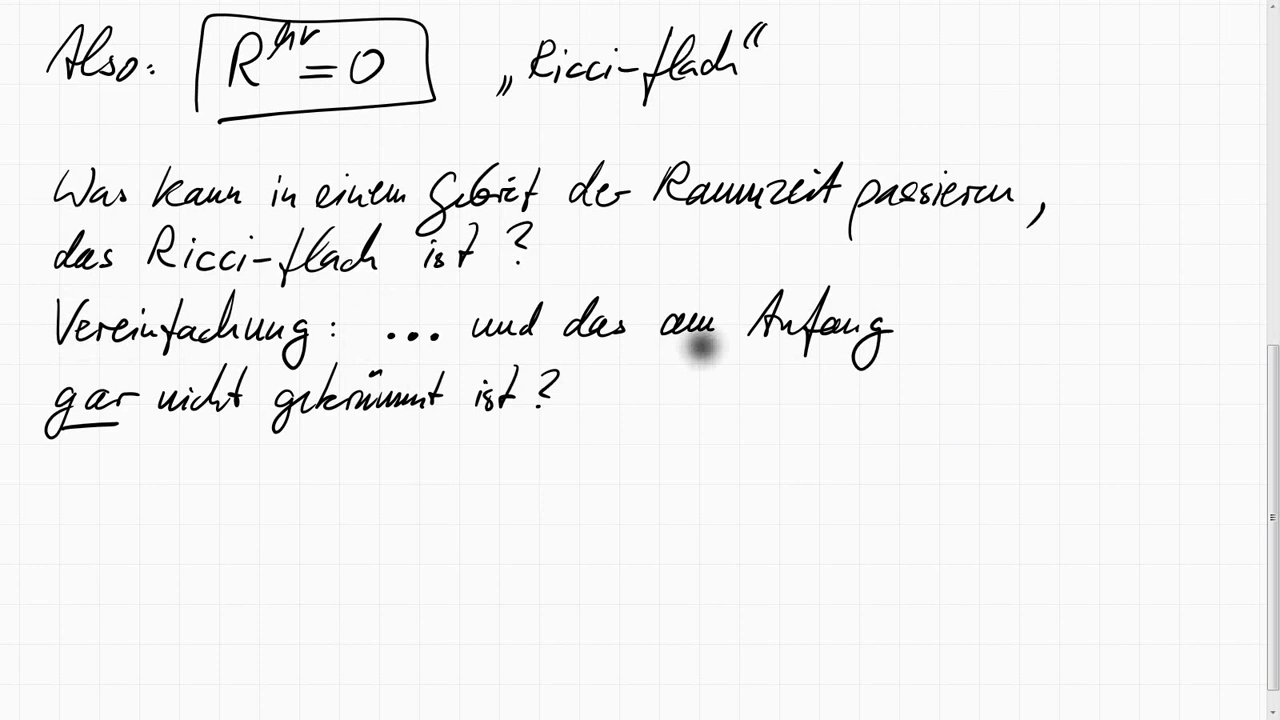 Also: R^μν = 0 „Ricci-flach“
Was kann in einem Gebiet der Raumzeit passieren,
das Ricci-flach ist?
Vereinfachung: ... und das am Anfang
gar nicht gekrümmt ist?